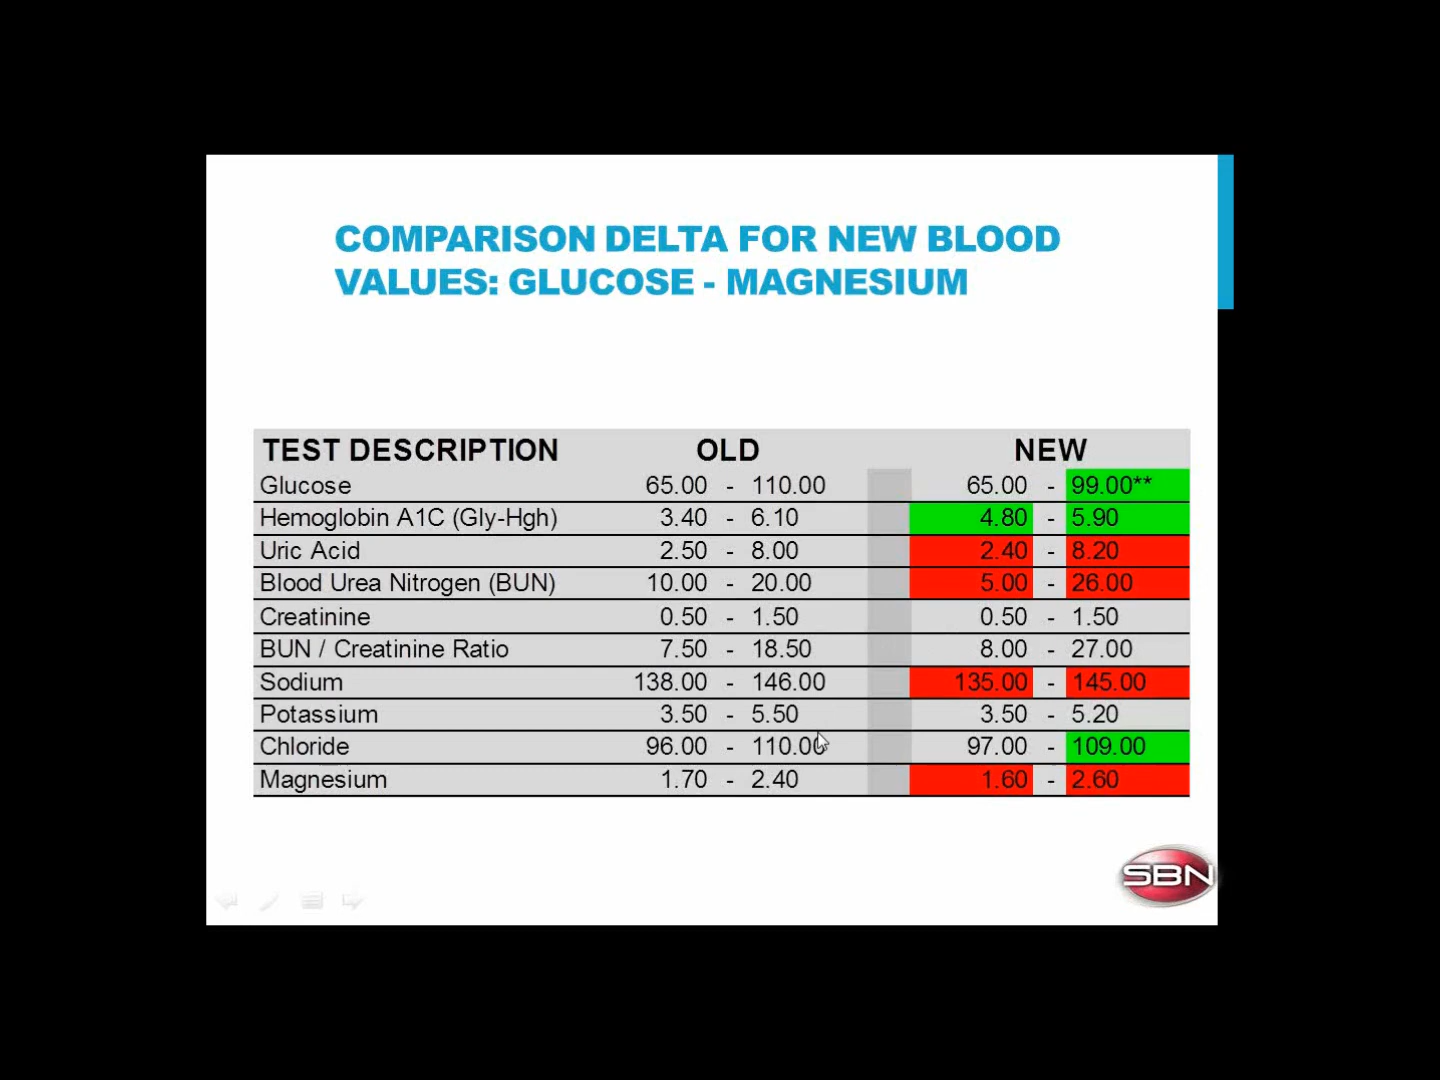 COMPARISON DELTA FOR NEW BLOOD
VALUES: GLUCOSE - MAGNESIUM
TEST DESCRIPTION OLD NEW
Glucose 65.00 - 110.00 65.00 - 99.00**
Hemoglobin A1C (Gly-Hgh) 3.40 - 6.10 4.80 - 5.90
Uric Acid 2.50 - 8.00 2.40 - 8.20
Blood Urea Nitrogen (BUN) 10.00 - 20.00 5.00 - 26.00
Creatinine 0.50 - 1.50 0.50 - 1.50
BUN / Creatinine Ratio 7.50 - 18.50 8.00 - 27.00
Sodium 138.00 - 146.00 135.00 - 145.00
Potassium 3.50 - 5.50 3.50 - 5.20
Chloride 96.00 - 110.00 97.00 - 109.00
Magnesium 1.70 - 2.40 1.60 - 2.60
SBN